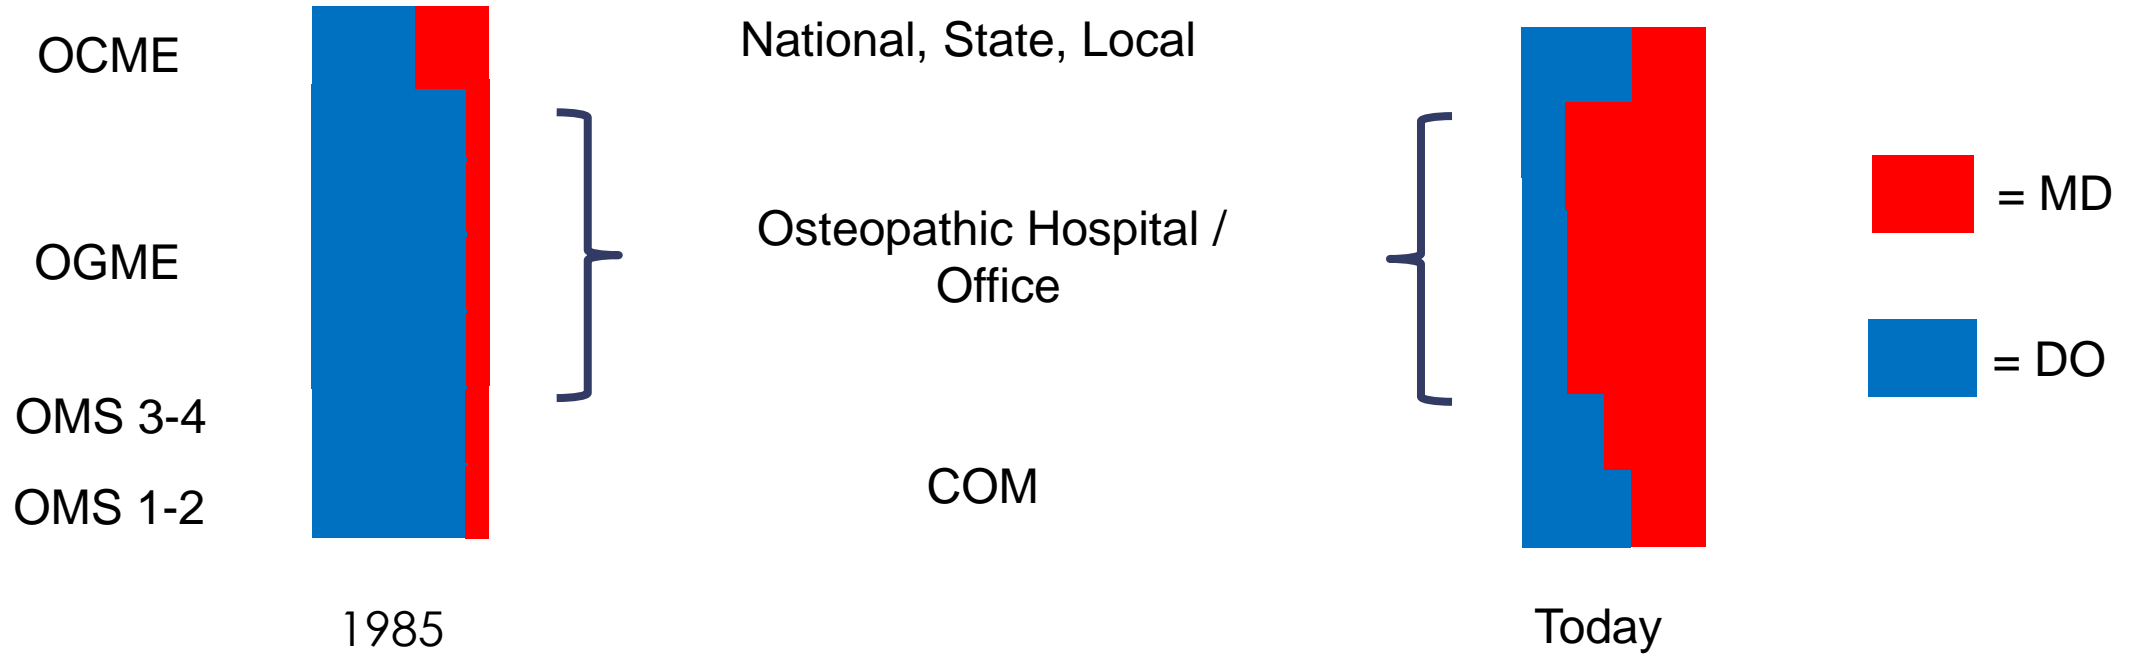 OCME
OGME
OMS 3-4
OMS 1-2
1985
National, State, Local
Osteopathic Hospital /
Office
COM
Today
= MD
= DO